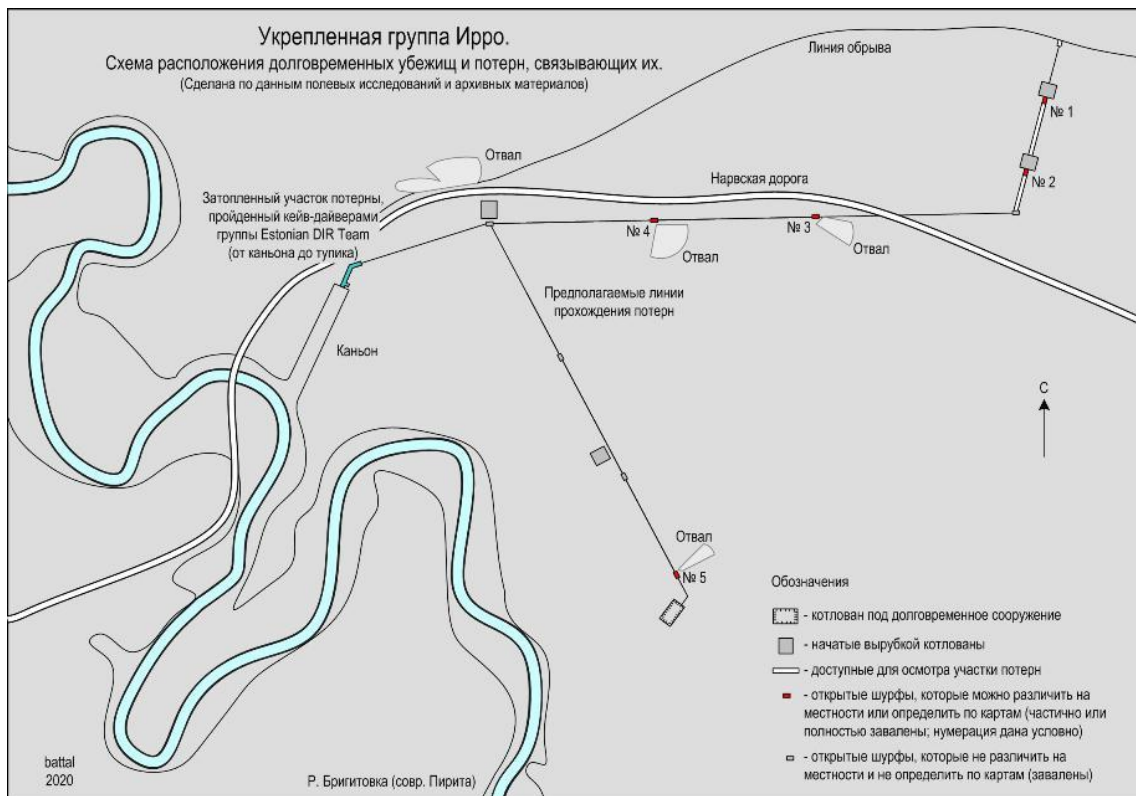 Укрепленная группа Ирро.
Схема расположения долговременных убежищ и потерн, связывающих их.
(Сделана по данным полевых исследований и архивных материалов)
Линия обрыва
№ 1
№ 2
Отвал
Нарвская дорога
Затопленный участок потерны,
пройденный кейв-дайверами
группы Estonian DIR Team
(от каньона до тупика)
№ 4
№ 3
Отвал
Отвал
Предполагаемые линии
прохождения потерн
Каньон
С
Отвал
№ 5
Обозначения
- котлован под долговременное сооружение
- начатые вырубкой котлованы
- доступные для осмотра участки потерн
- открытые шурфы, которые можно различить на
местности или определить по картам (частично или
полностью завалены; нумерация дана условно)
- открытые шурфы, которые не различить на
местности и не определить по картам (завалены)
battal
2020
Р. Бригитовка (совр. Пирита)